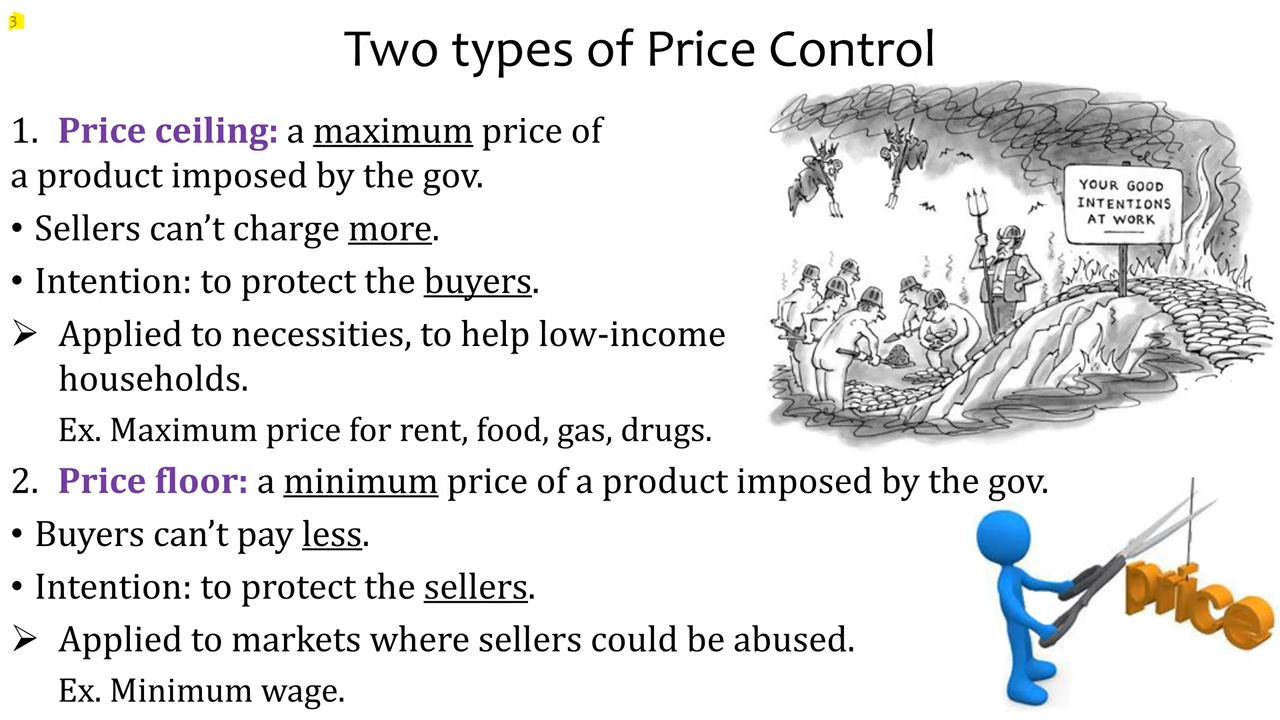 3
Two types of Price Control
1. Price ceiling: a maximum price of
a product imposed by the gov.
• Sellers can’t charge more.
• Intention: to protect the buyers.
➢ Applied to necessities, to help low-income
households.
Ex. Maximum price for rent, food, gas, drugs.
YOUR GOOD
INTENTIONS
AT WORK
2. Price floor: a minimum price of a product imposed by the gov.
• Buyers can’t pay less.
• Intention: to protect the sellers.
➢ Applied to markets where sellers could be abused.
Ex. Minimum wage.
price